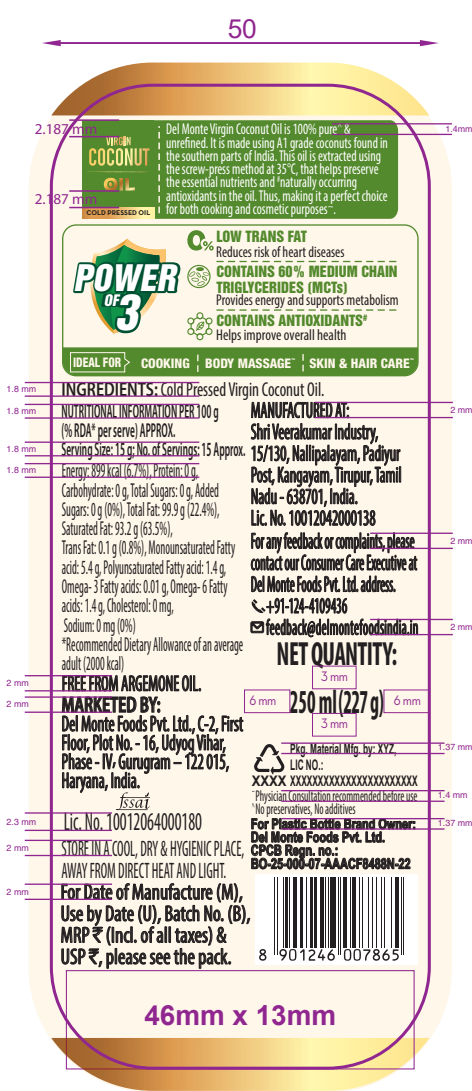 50
2.187 mm
VIRGIN
COCONUT
OIL
2.187 mm
COLD PRESSED OIL
Del Monte Virgin Coconut Oil is 100% pure^^ &
unrefined. It is made using A1 grade coconuts found in
the southern parts of India. This oil is extracted using
the screw-press method at 35°C, that helps preserve
the essential nutrients and #naturally occurring
antioxidants in the oil. Thus, making it a perfect choice
for both cooking and cosmetic purposes~.
1.4mm
POWER
OF
3
0% LOW TRANS FAT
Reduces risk of heart diseases
CONTAINS 60% MEDIUM CHAIN
TRIGLYCERIDES (MCTs)
Provides energy and supports metabolism
CONTAINS ANTIOXIDANTS#
Helps improve overall health
IDEAL FOR COOKING BODY MASSAGE~ SKIN & HAIR CARE~
1.8 mm INGREDIENTS: Cold Pressed Virgin Coconut Oil.
1.8 mm NUTRITIONAL INFORMATION PER 100 g
(% RDA* per serve) APPROX.
1.8 mm Serving Size: 15 g; No. of Servings: 15 Approx.
1.8 mm Energy: 899 kcal (6.7%), Protein: 0 g,
Carbohydrate: 0 g, Total Sugars: 0 g, Added
Sugars: 0 g (0%), Total Fat: 99.9 g (22.4%),
Saturated Fat: 93.2 g (63.5%),
Trans Fat: 0.1 g (0.8%), Monounsaturated Fatty
acid: 5.4 g, Polyunsaturated Fatty acid: 1.4 g,
Omega- 3 Fatty acids: 0.01 g, Omega- 6 Fatty
acids: 1.4 g, Cholesterol: 0 mg,
Sodium: 0 mg (0%)
*Recommended Dietary Allowance of an average
adult (2000 kcal)
2 mm FREE FROM ARGEMONE OIL.
2 mm MARKETED BY:
Del Monte Foods Pvt. Ltd., C-2, First
Floor, Plot No. - 16, Udyog Vihar,
Phase - IV, Gurugram – 122 015,
Haryana, India.
fssai
2.3 mm Lic. No. 10012064000180
2 mm STORE IN A COOL, DRY & HYGIENIC PLACE,
AWAY FROM DIRECT HEAT AND LIGHT.
2 mm For Date of Manufacture (M),
Use by Date (U), Batch No. (B),
MRP ₹ (Incl. of all taxes) &
USP ₹, please see the pack.
MANUFACTURED AT: 2 mm
Shri Veerakumar Industry,
15/130, Nallipalayam, Padiyur
Post, Kangayam, Tirupur, Tamil
Nadu - 638701, India.
Lic. No. 10012042000138
For any feedback or complaints, please 2 mm
contact our Consumer Care Executive at
Del Monte Foods Pvt. Ltd. address.
+91-124-4109436
feedback@delmontefoodsindia.in 2 mm
NET QUANTITY:
3 mm
6 mm 250 ml (227 g) 6 mm
3 mm
Pkg. Material Mfg. by: XYZ, 1.37 mm
LIC NO.:
XXXX XXXXXXXXXXXXXXXXXXXXXXX
~Physician Consultation recommended before use 1.4 mm
^^No preservatives, No additives
For Plastic Bottle Brand Owner: 1.37 mm
Del Monte Foods Pvt. Ltd.
CPCB Regn. no.:
BO-25-000-07-AAACF8488N-22
8 901246 007865
46mm x 13mm